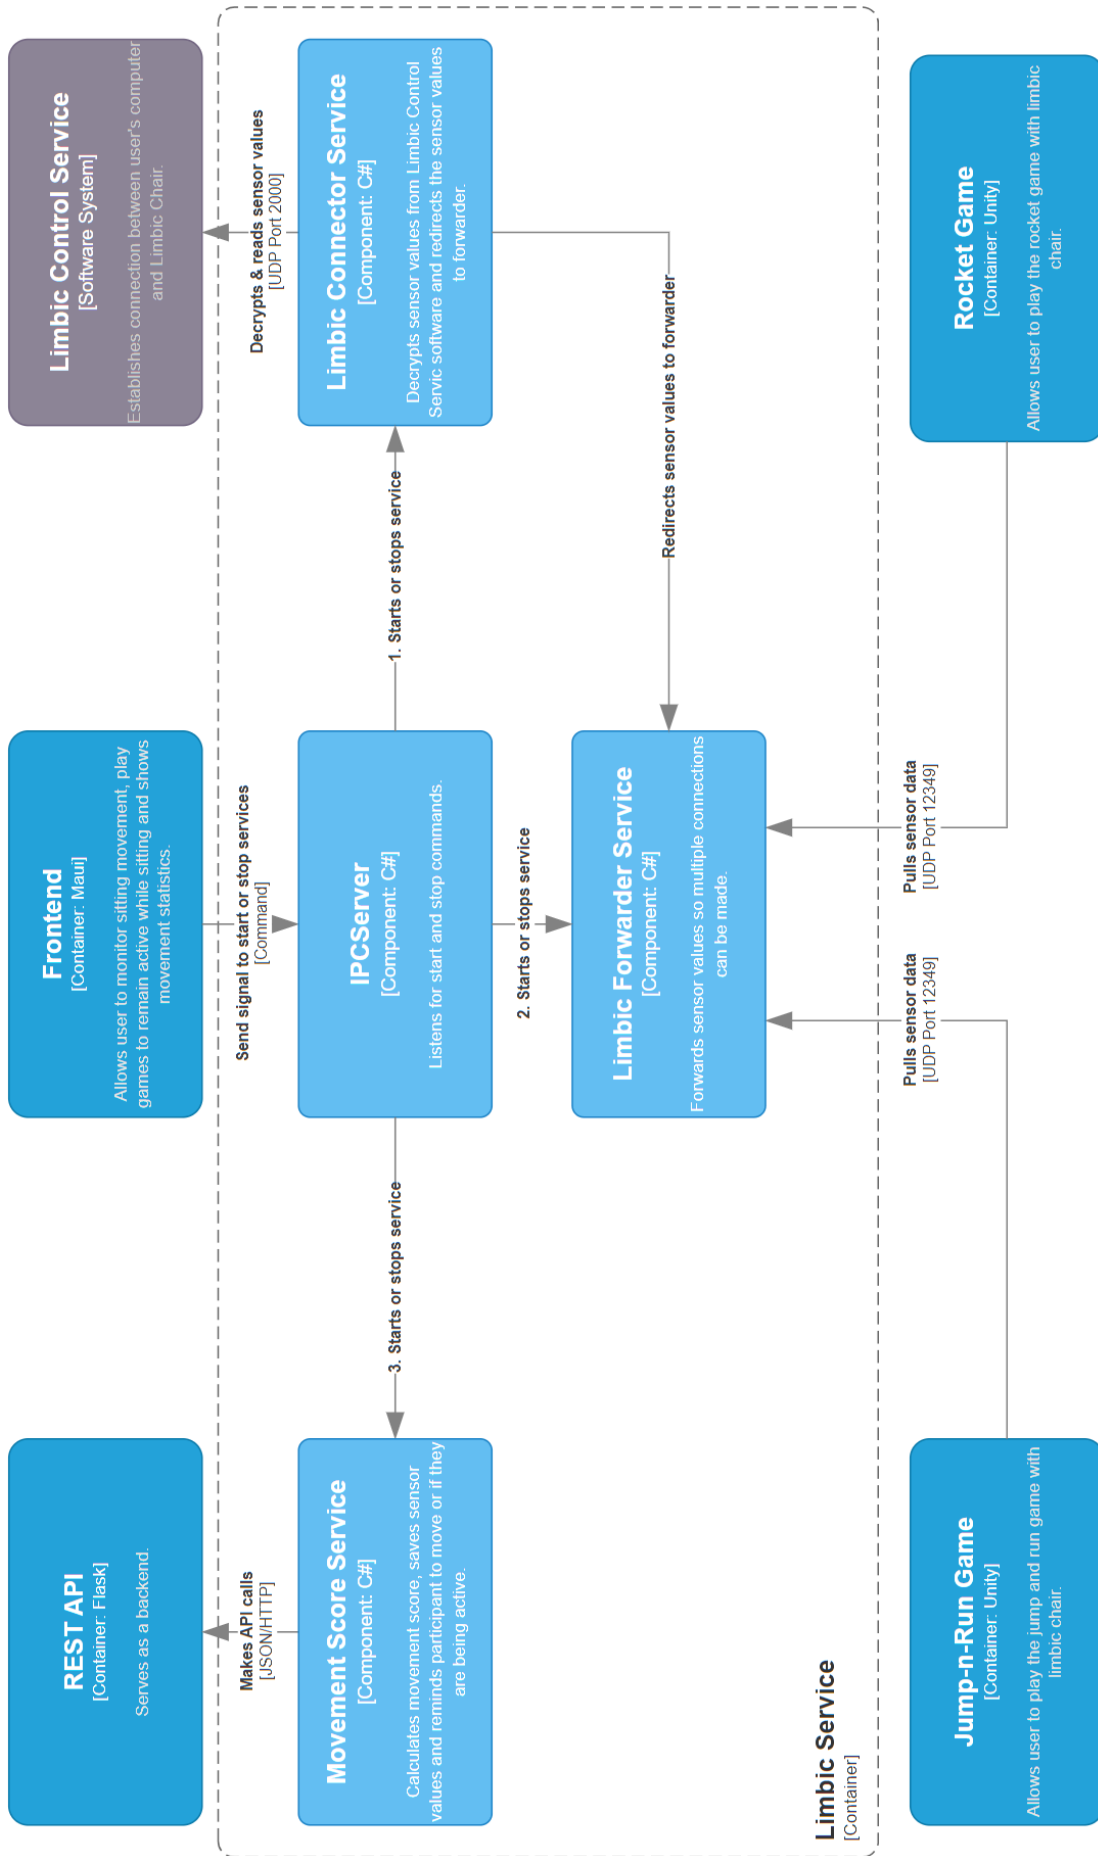 REST API
[Container: Flask]
Serves as a backend.
Frontend
[Container: Maui]
Allows user to monitor sitting movement, play
games to remain active while sitting and shows
movement statistics.
Limbic Control Service
[Software System]
Establishes connection between user's computer
and Limbic Chair.
Makes API calls
[JSON/HTTP]
Send signal to start or stop services
[Command]
Decrypts & reads sensor values
[UDP Port 2000]
Movement Score Service
[Component: C#]
Calculates movement score, saves sensor
values and reminds participant to move or if they
are being active.
3. Starts or stops service
IPCServer
[Component: C#]
Listens for start and stop commands.
1. Starts or stops service
Limbic Connector Service
[Component: C#]
Decrypts sensor values from Limbic Control
Servic software and redirects the sensor values
to forwarder.
2. Starts or stops service
Limbic Forwarder Service
[Component: C#]
Forwards sensor values so multiple connections
can be made.
Redirects sensor values to forwarder
Limbic Service
[Container]
Pulls sensor data
[UDP Port 12349]
Pulls sensor data
[UDP Port 12349]
Jump-n-Run Game
[Container: Unity]
Allows user to play the jump and run game with
limbic chair.
Rocket Game
[Container: Unity]
Allows user to play the rocket game with limbic
chair.